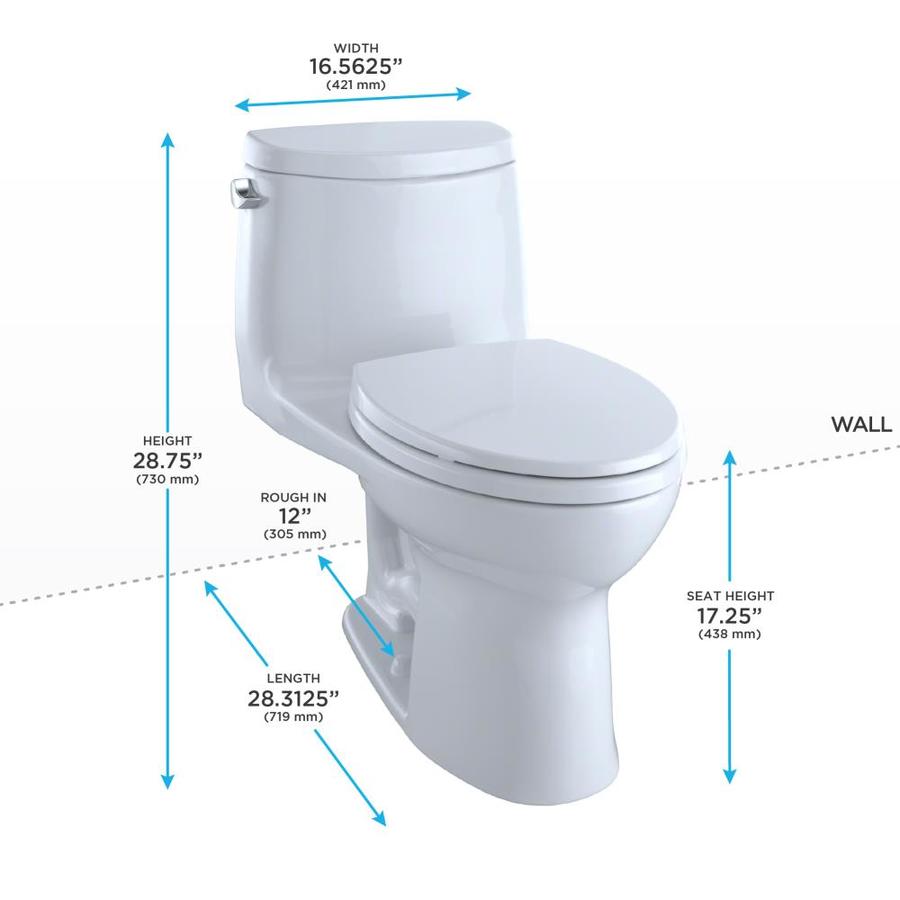 WIDTH
16.5625”
(421 mm)
WALL
HEIGHT
28.75”
(730 mm)
ROUGH IN
12”
(305 mm)
SEAT HEIGHT
17.25”
(438 mm)
LENGTH
28.3125”
(719 mm)